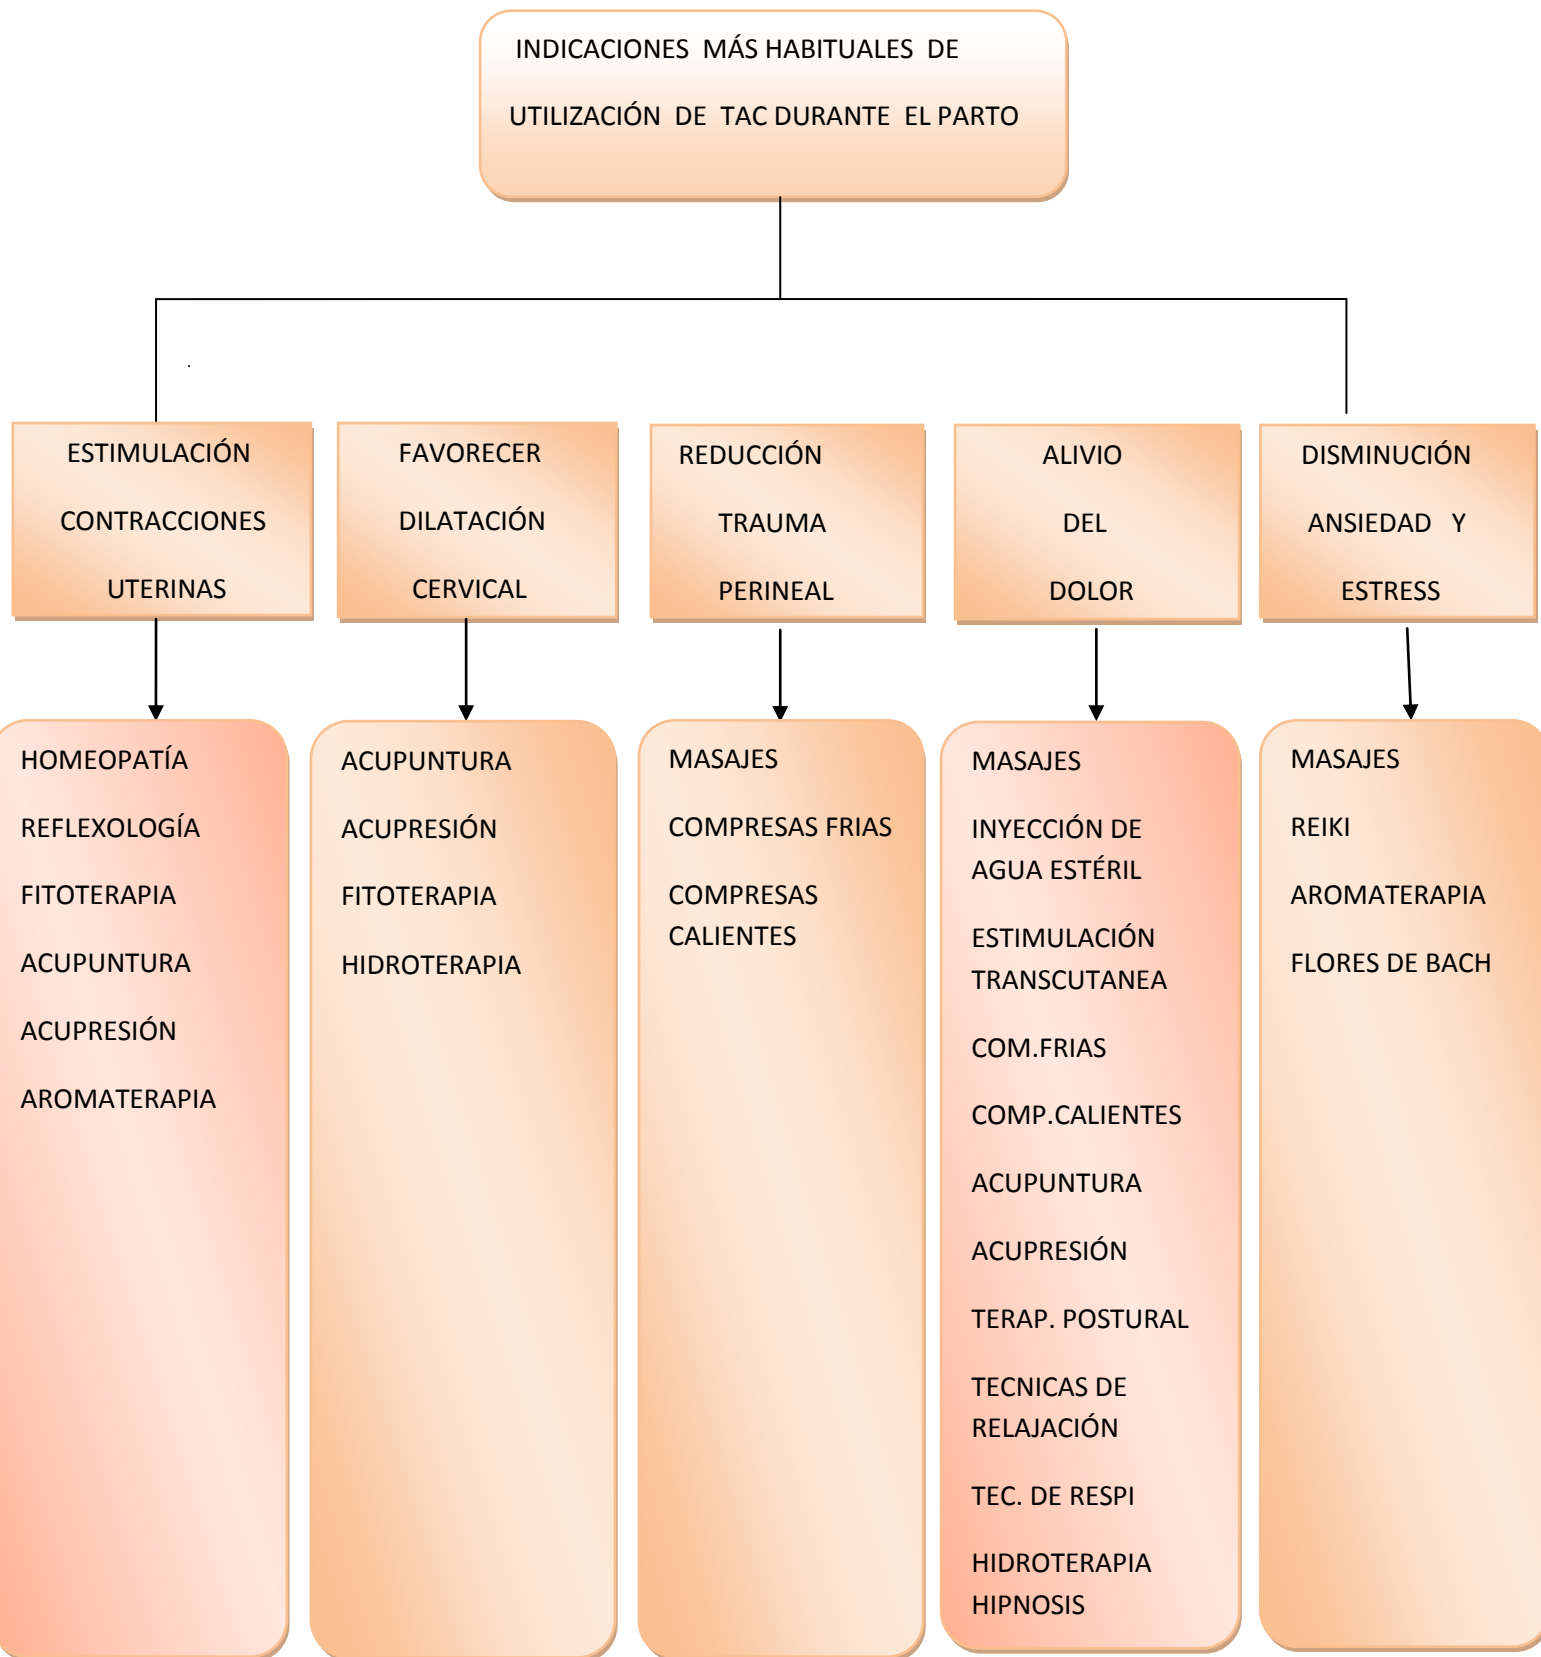 INDICACIONES MÁS HABITUALES DE
UTILIZACIÓN DE TAC DURANTE EL PARTO
ESTIMULACIÓN
CONTRACCIONES
UTERINAS
FAVORECER
DILATACIÓN
CERVICAL
REDUCCIÓN
TRAUMA
PERINEAL
ALIVIO
DEL
DOLOR
DISMINUCIÓN
ANSIEDAD Y
ESTRESS
HOMEOPATÍA
REFLEXOLOGÍA
FITOTERAPIA
ACUPUNTURA
ACUPRESIÓN
AROMATERAPIA
ACUPUNTURA
ACUPRESIÓN
FITOTERAPIA
HIDROTERAPIA
MASAJES
COMPRESAS FRIAS
COMPRESAS
CALIENTES
MASAJES
INYECCIÓN DE
AGUA ESTÉRIL
ESTIMULACIÓN
TRANSCUTANEA
COM.FRIAS
COMP.CALIENTES
ACUPUNTURA
ACUPRESIÓN
TERAP. POSTURAL
TECNICAS DE
RELAJACIÓN
TEC. DE RESPI
HIDROTERAPIA
HIPNOSIS
MASAJES
REIKI
AROMATERAPIA
FLORES DE BACH